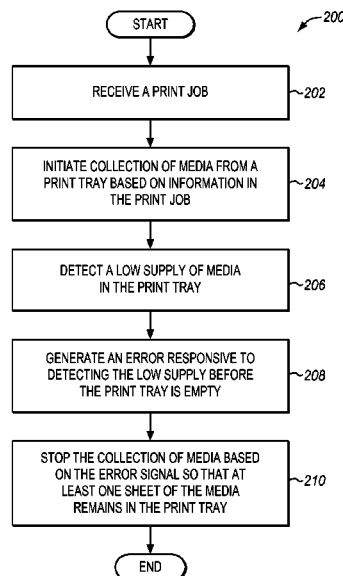 START
200
RECEIVE A PRINT JOB
202
INITIATE COLLECTION OF MEDIA FROM A
PRINT TRAY BASED ON INFORMATION IN
THE PRINT JOB
204
DETECT A LOW SUPPLY OF MEDIA
IN THE PRINT TRAY
206
GENERATE AN ERROR RESPONSIVE TO
DETECTING THE LOW SUPPLY BEFORE
THE PRINT TRAY IS EMPTY
208
STOP THE COLLECTION OF MEDIA BASED
ON THE ERROR SIGNAL SO THAT AT
LEAST ONE SHEET OF THE MEDIA
REMAINS IN THE PRINT TRAY
210
END